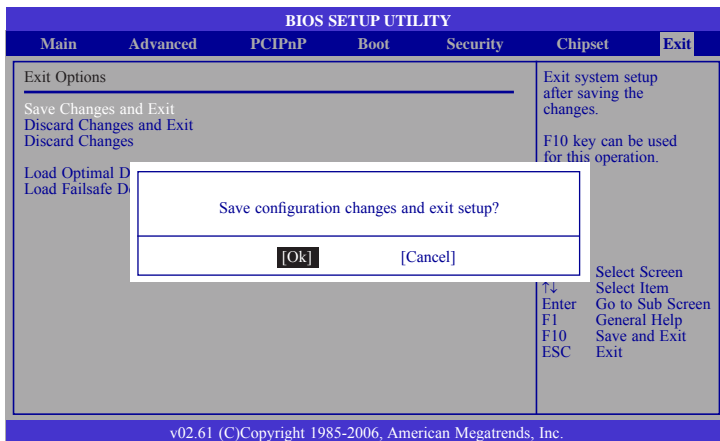 BIOS SETUP UTILITY
Main Advanced PCIPnP Boot Security Chipset Exit
Exit Options
Save Changes and Exit
Discard Changes and Exit
Discard Changes
Load Optimal D
Load Failsafe D
Save configuration changes and exit setup?
[Ok] [Cancel]
Exit system setup
after saving the
changes.
F10 key can be used
for this operation.
Select Screen
↑↓ Select Item
Enter Go to Sub Screen
F1 General Help
F10 Save and Exit
ESC Exit
v02.61 (C)Copyright 1985-2006, American Megatrends, Inc.